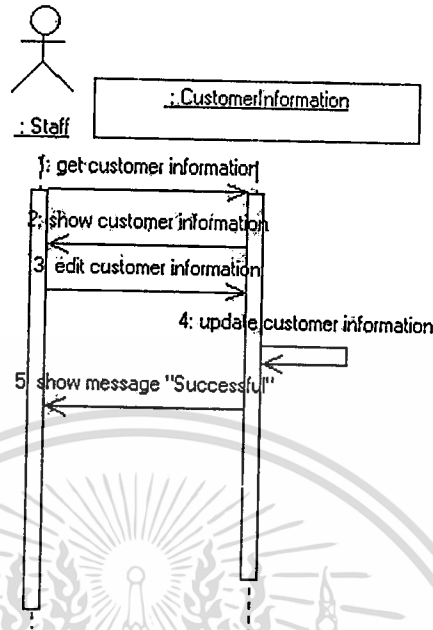 : Staff
: CustomerInformation
1: get customer information
2: show customer information
3: edit customer information
4: update customer information
5: show message "Successful"